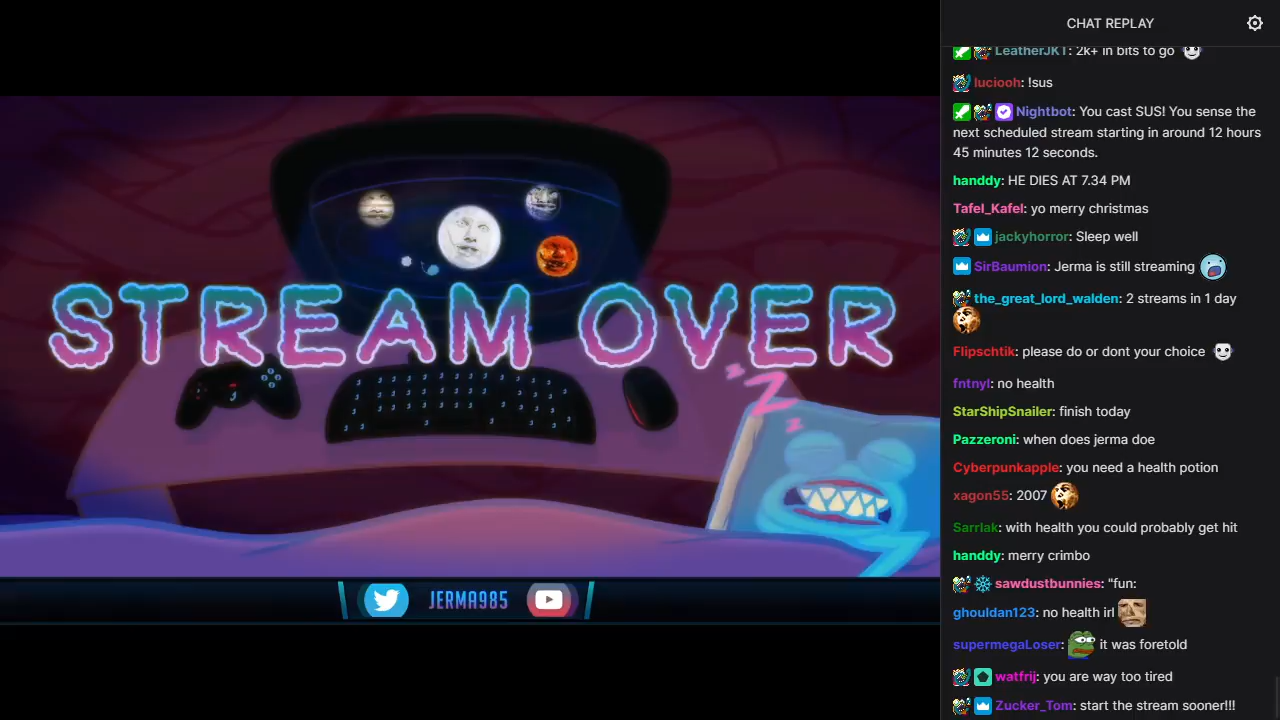 CHAT REPLAY
LeatherJKT: 2k+ in bits to go
luciooh: !sus
Nightbot: You cast SUS! You sense the
next scheduled stream starting in around 12 hours
45 minutes 12 seconds.
handdy: HE DIES AT 7.34 PM
Tafel_Kafel: yo merry christmas
jackyhorror: Sleep well
SirBaumion: Jerma is still streaming
the_great_lord_walden: 2 streams in 1 day
Flipschtik: please do or dont your choice
fntnyl: no health
StarShipSnailer: finish today
Pazzeroni: when does jerma doe
Cyberpunkapple: you need a health potion
xagon55: 2007
Sarrlak: with health you could probably get hit
handdy: merry crimbo
sawdustbunnies: "fun:
ghouldan123: no health irl
supermegaLoser: it was foretold
watfrij: you are way too tired
Zucker_Tom: start the stream sooner!!!
STREAM OVER
z
Z
z
JERMA985